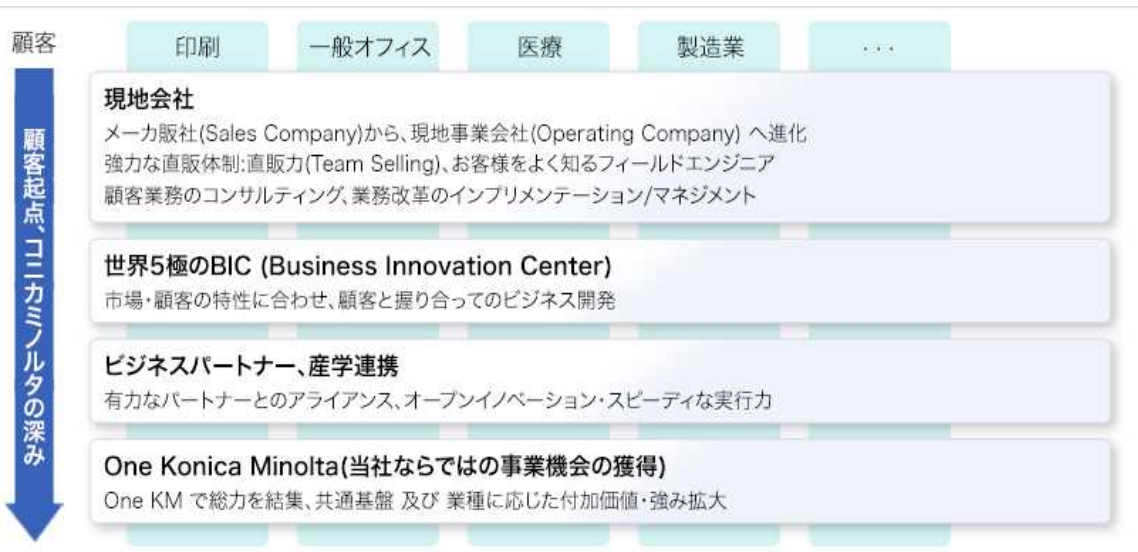 顧客
印刷
一般オフィス
医療
製造業
...
顧客起点、コニカミノルタの深み
現地会社
メーカ販社(Sales Company)から、現地事業会社(Operating Company) へ進化
強力な直販体制:直販力(Team Selling)、お客様をよく知るフィールドエンジニア
顧客業務のコンサルティング、業務改革のインプリメンテーション/マネジメント
世界5極のBIC (Business Innovation Center)
市場・顧客の特性に合わせ、顧客と握り合ってのビジネス開発
ビジネスパートナー、産学連携
有力なパートナーとのアライアンス、オープンイノベーション・スピーディな実行力
One Konica Minolta(当社ならではの事業機会の獲得)
One KM で総力を結集、共通基盤 及び 業種に応じた付加価値・強み拡大